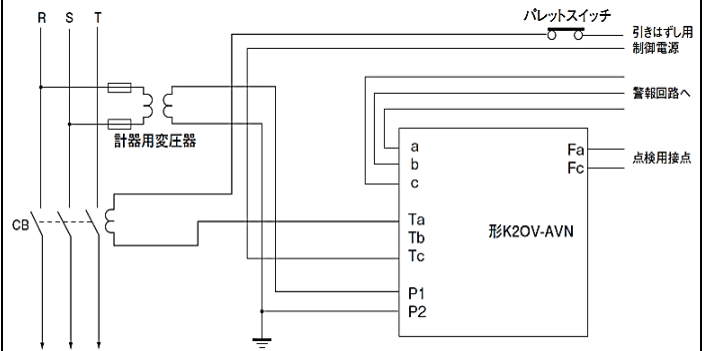 R S T
パレットスイッチ
引きはずし用
制御電源
警報回路へ
計器用変圧器
a
b
c
Fa
Fc
点検用接点
CB
Ta
Tb
Tc
形K2OV-AVN
P1
P2